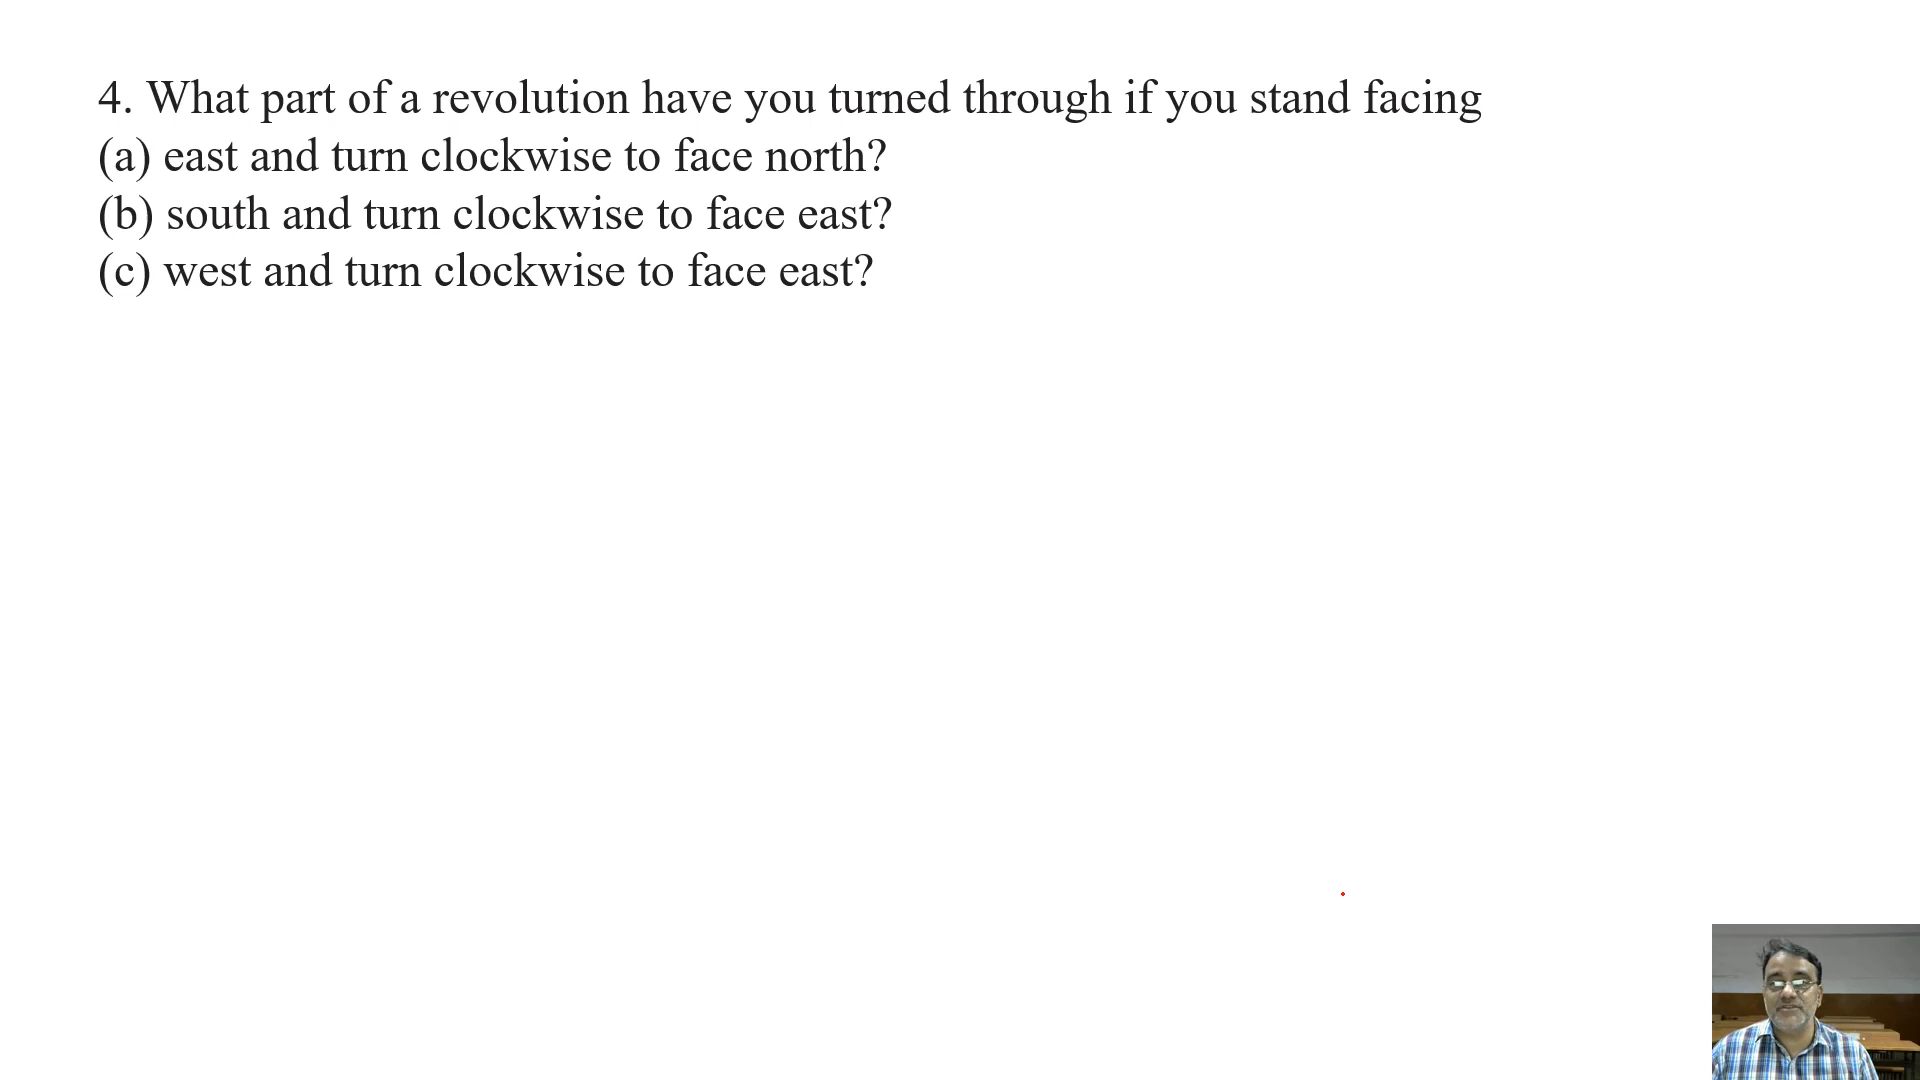 4. What part of a revolution have you turned through if you stand facing
(a) east and turn clockwise to face north?
(b) south and turn clockwise to face east?
(c) west and turn clockwise to face east?